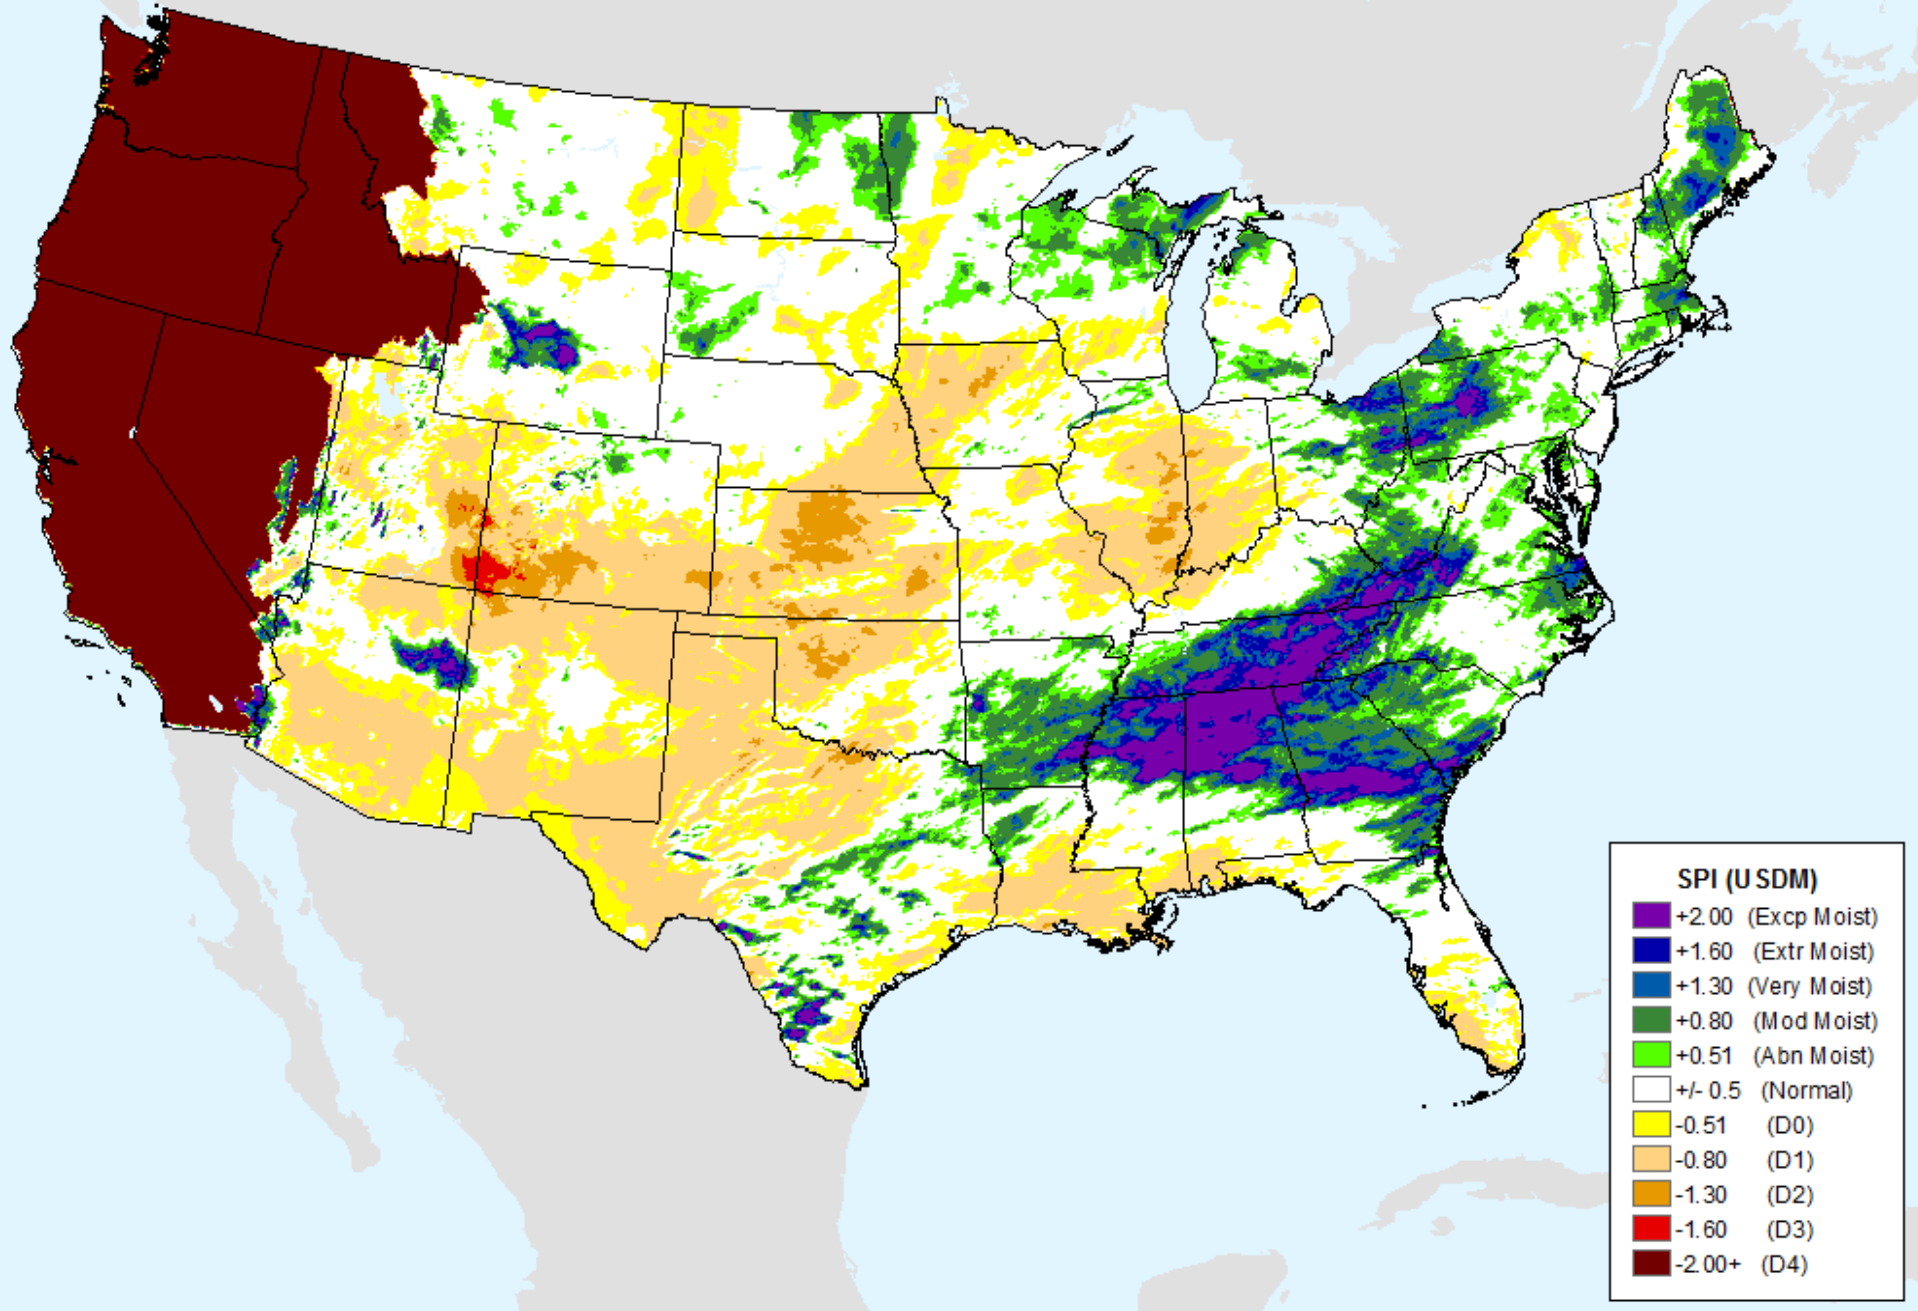 SPI (USDM)
+2.00 (Excp Moist)
+1.60 (Extr Moist)
+1.30 (Very Moist)
+0.80 (Mod Moist)
+0.51 (Abn Moist)
+/- 0.5 (Normal)
-0.51 (D0)
-0.80 (D1)
-1.30 (D2)
-1.60 (D3)
-2.00+ (D4)